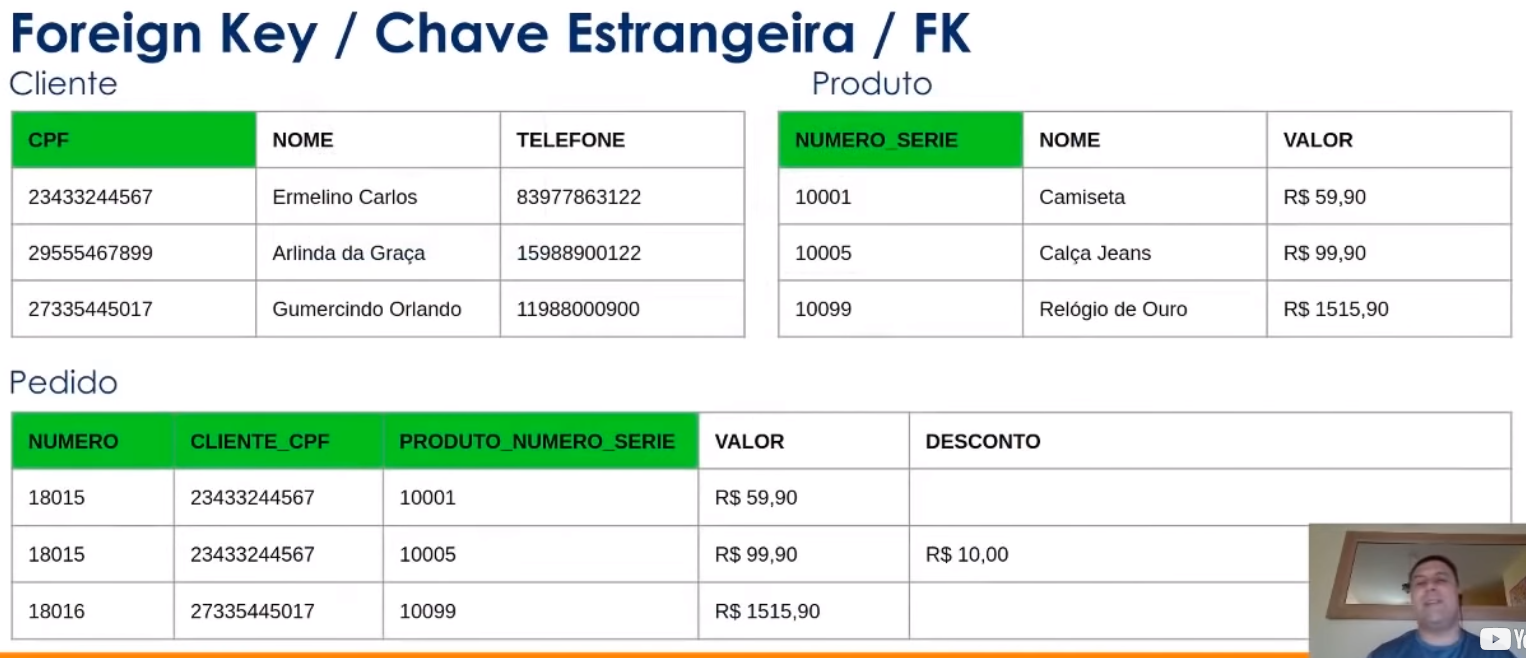 Foreign Key / Chave Estrangeira / FK
Cliente
CPF NOME TELEFONE
23433244567 Ermelino Carlos 83977863122
29555467899 Arlinda da Graça 15988900122
27335445017 Gumercindo Orlando 11988000900
Produto
NUMERO_SERIE NOME VALOR
10001 Camiseta R$ 59,90
10005 Calça Jeans R$ 99,90
10099 Relógio de Ouro R$ 1515,90
Pedido
NUMERO CLIENTE_CPF PRODUTO_NUMERO_SERIE VALOR DESCONTO
18015 23433244567 10001 R$ 59,90
18015 23433244567 10005 R$ 99,90 R$ 10,00
18016 27335445017 10099 R$ 1515,90